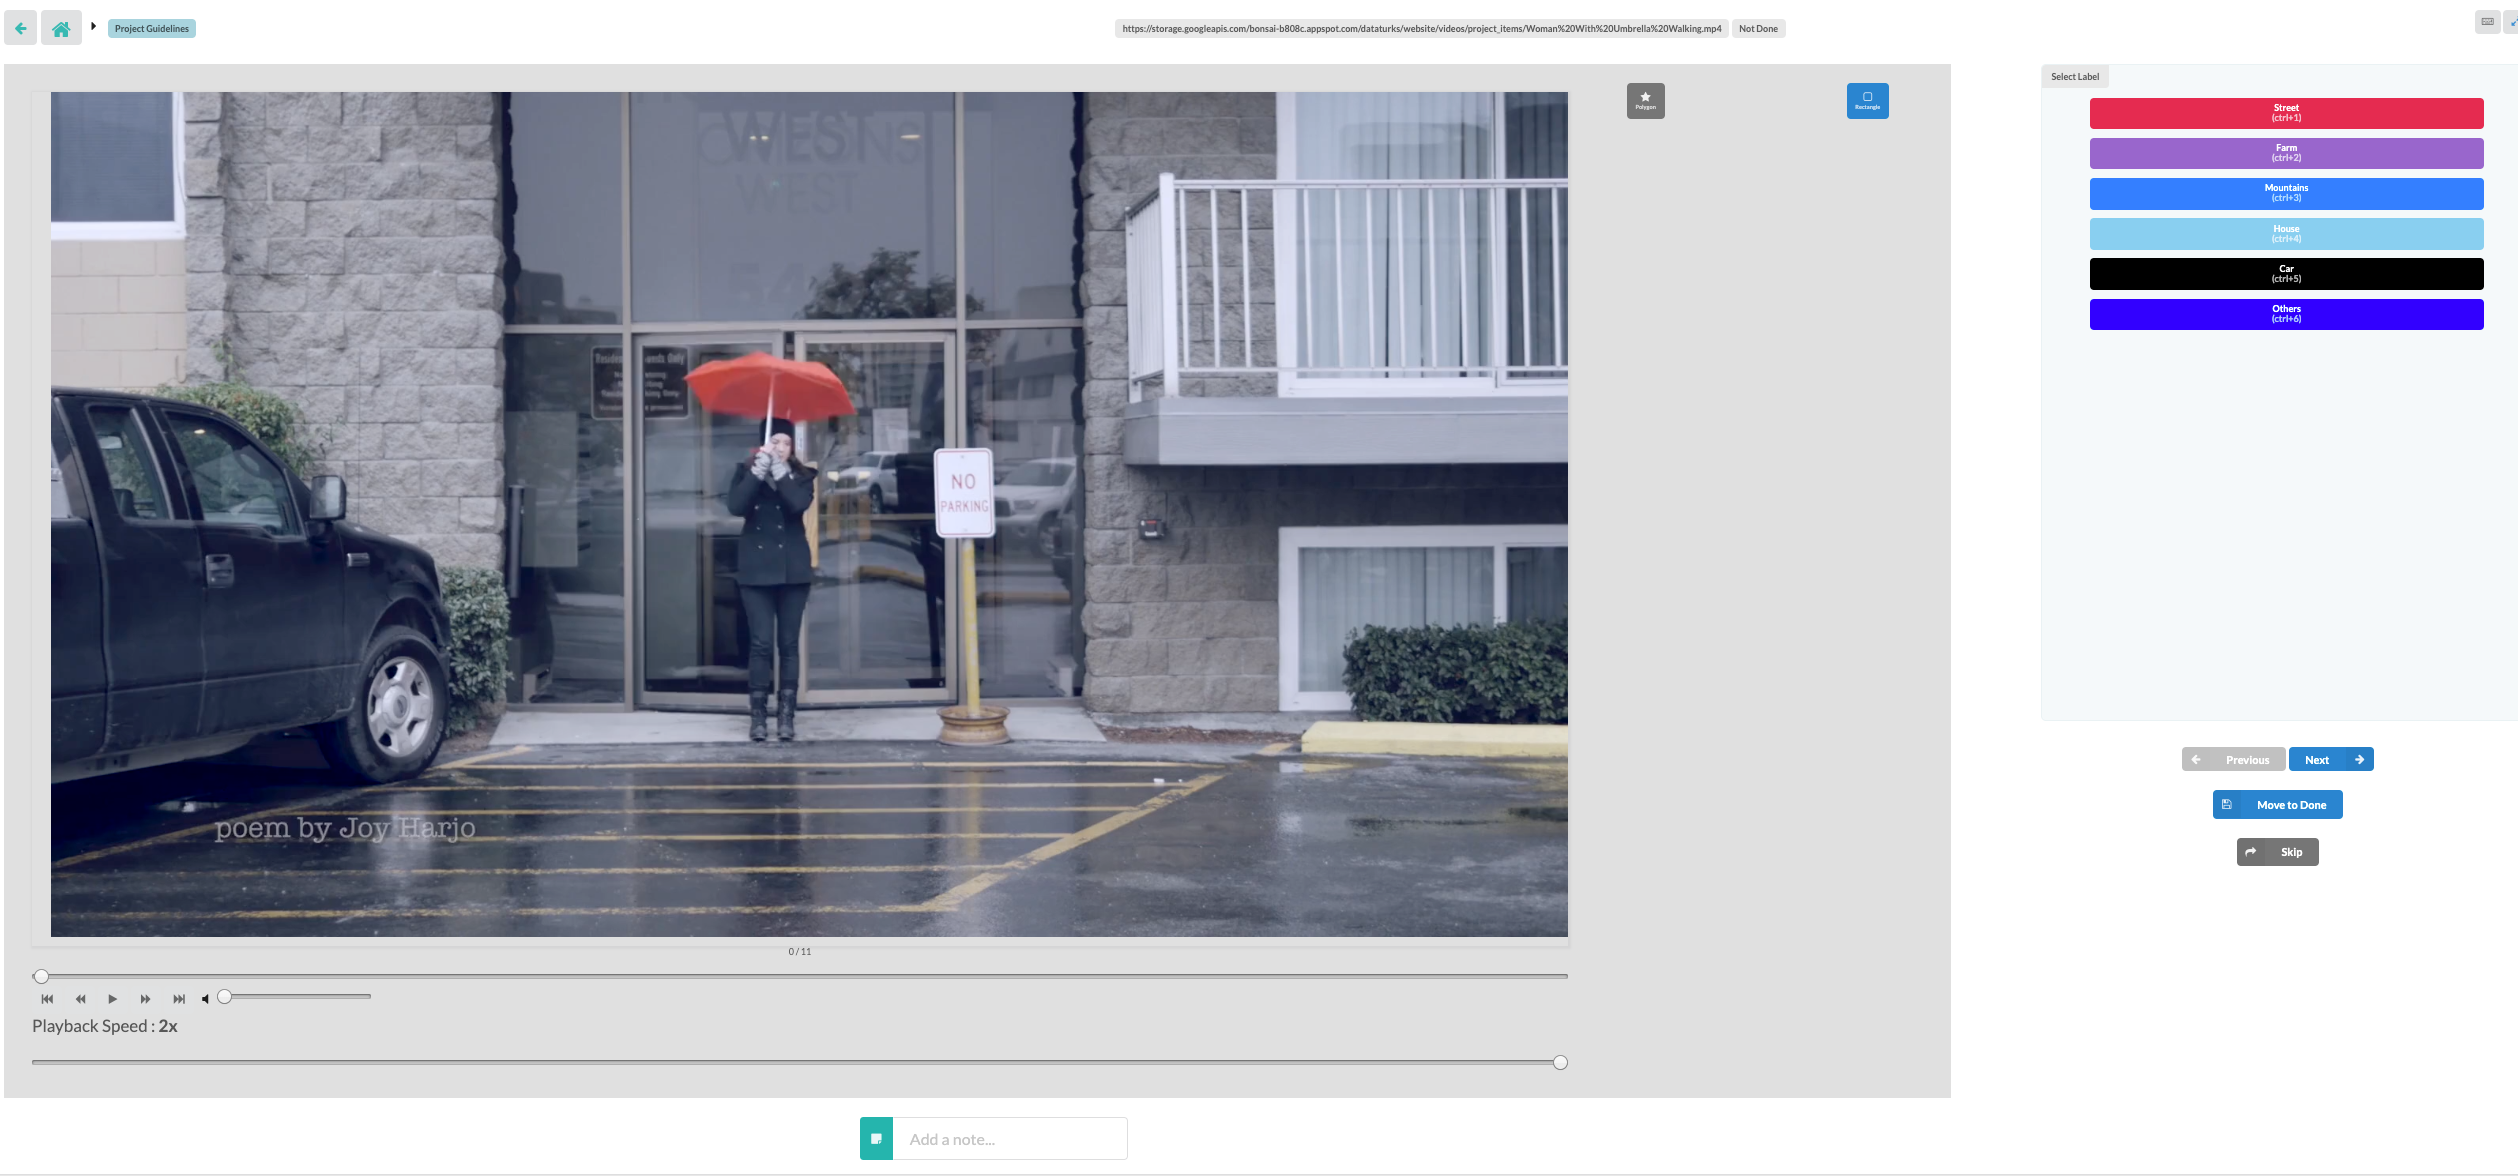 Project Guidelines
https://storage.googleapis.com/bonsai-b808c.appspot.com/dataturks/website/videos/project_items/Woman%20With%20Umbrella%20Walking.mp4
Not Done
Polygon
Rectangle
Select Label
Street
(ctrl+1)
Farm
(ctrl+2)
Mountains
(ctrl+3)
House
(ctrl+4)
Car
(ctrl+5)
Others
(ctrl+6)
WEST
WEST
NO
PARKING
poem by Joy Harjo
0 / 11
Playback Speed : 2x
Previous
Next
Move to Done
Skip
Add a note...